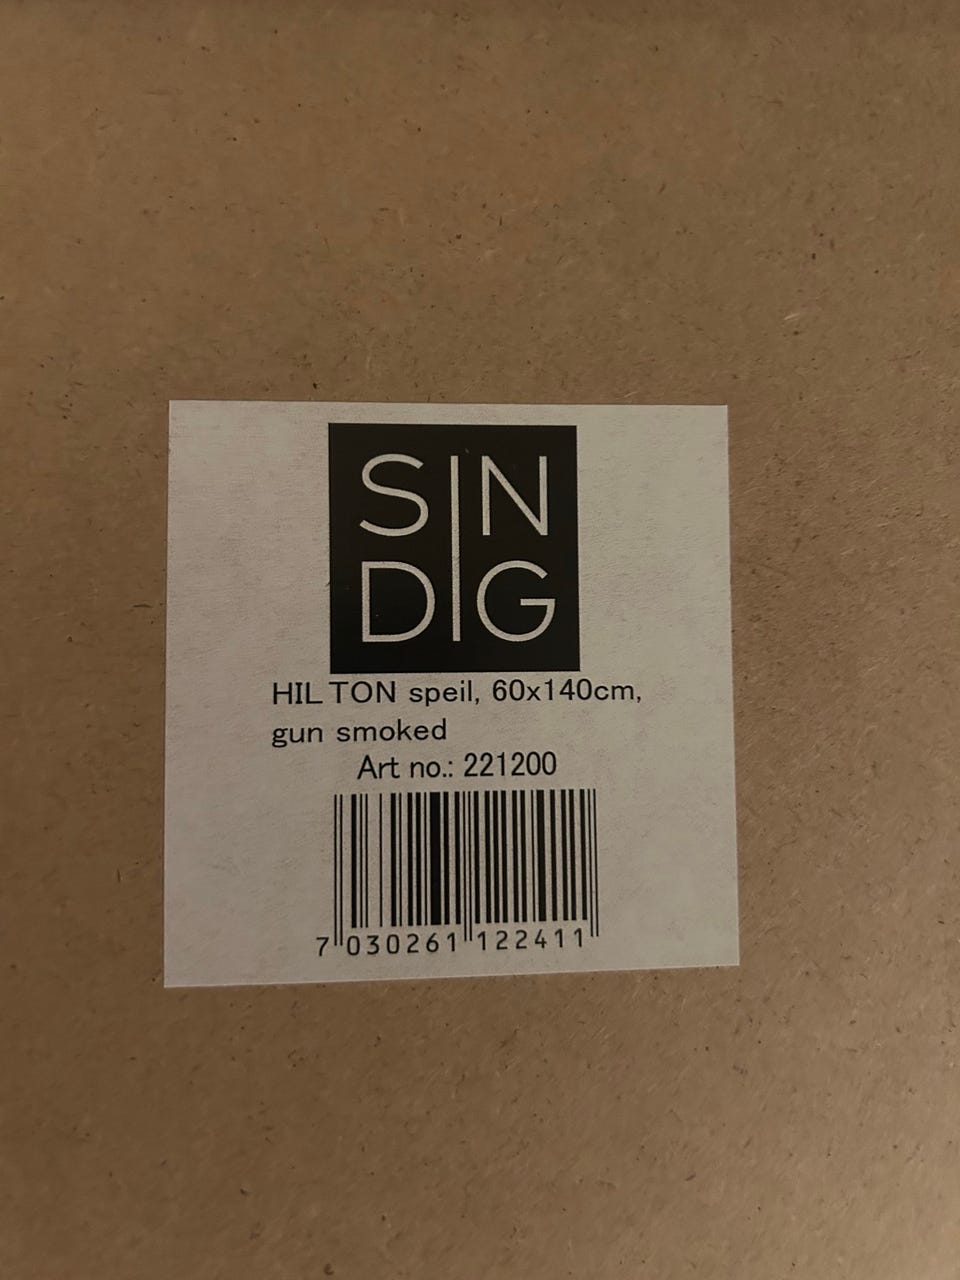 SIN
DIG
HILTON speil, 60x140cm,
gun smoked
Art no.: 221200
7 030261 122411